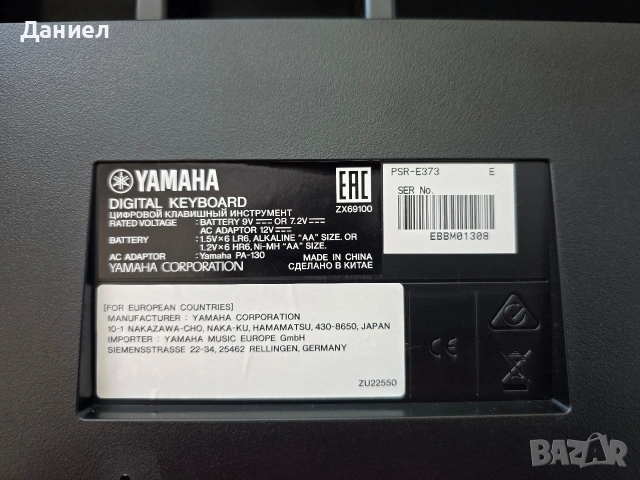 Даниел
YAMAHA
DIGITAL KEYBOARD
ЦИФРОВОЙ КЛАВИШНЫЙ ИНСТРУМЕНТ
RATED VOLTAGE : BATTERY 9V OR 7.2V
AC ADAPTOR 12V
BATTERY : 1.5V×6 LR6, ALKALINE "AA" SIZE. OR
1.2V×6 HR6, Ni-MH "AA" SIZE.
AC ADAPTOR : Yamaha PA-130
YAMAHA CORPORATION
EAC
ZX69100
MADE IN CHINA
СДЕЛАНО В КИТАЕ
PSR-E373 E
SER No.
EBBM01308
[FOR EUROPEAN COUNTRIES]
MANUFACTURER : YAMAHA CORPORATION
10-1 NAKAZAWA-CHO, NAKA-KU, HAMAMATSU, 430-8650, JAPAN
IMPORTER : YAMAHA MUSIC EUROPE GmbH
SIEMENSSTRASSE 22-34, 25462 RELLINGEN, GERMANY
ZU22550
CE
BAZAR